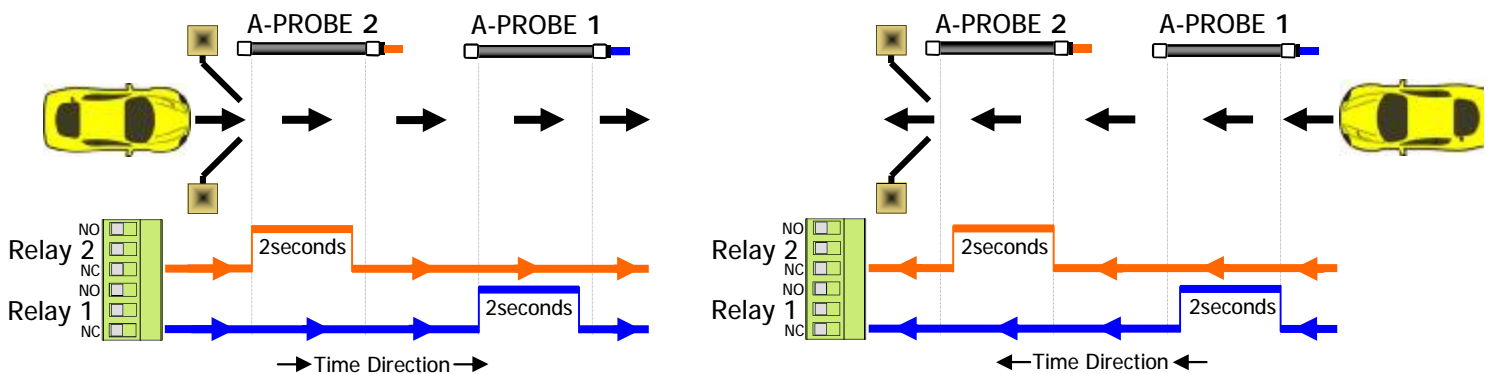 A-PROBE 2
A-PROBE 1
NO
Relay 2
2seconds
NC
NO
Relay 1
2seconds
NC
Time Direction
A-PROBE 2
A-PROBE 1
NO
Relay 2
2seconds
NC
NO
Relay 1
2seconds
NC
Time Direction